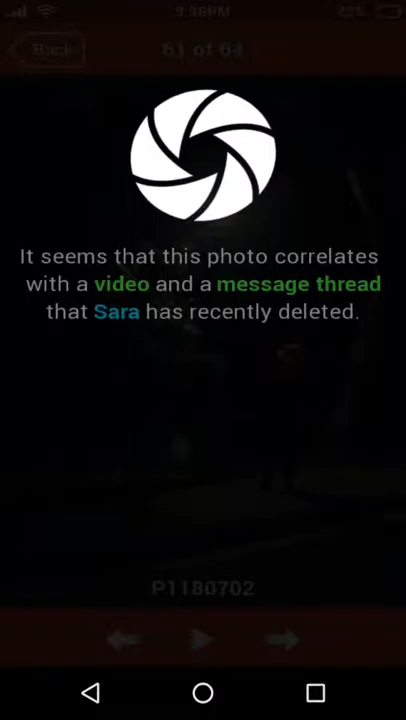 9:36PM
Back
61 of 64
It seems that this photo correlates
with a video and a message thread
that Sara has recently deleted.
P1180702